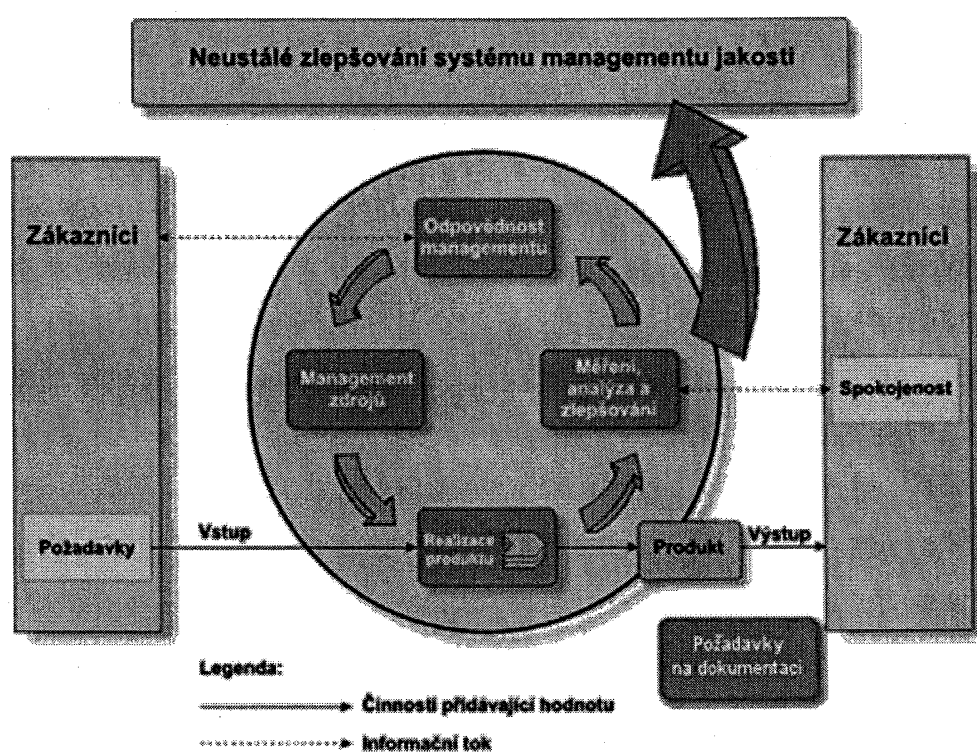 Neustálé zlepšování systému managementu jakosti
Zákazníci
Zákazníci
Odpovědnost
managementu
Management
zdrojů
Měření,
analýza a
zlepšování
Spokojenost
Požadavky
Vstup
Realizace
produktu
Produkt
Výstup
Požadavky
na dokumentaci
Legenda:
Činnosti přidávající hodnotu
Informační tok